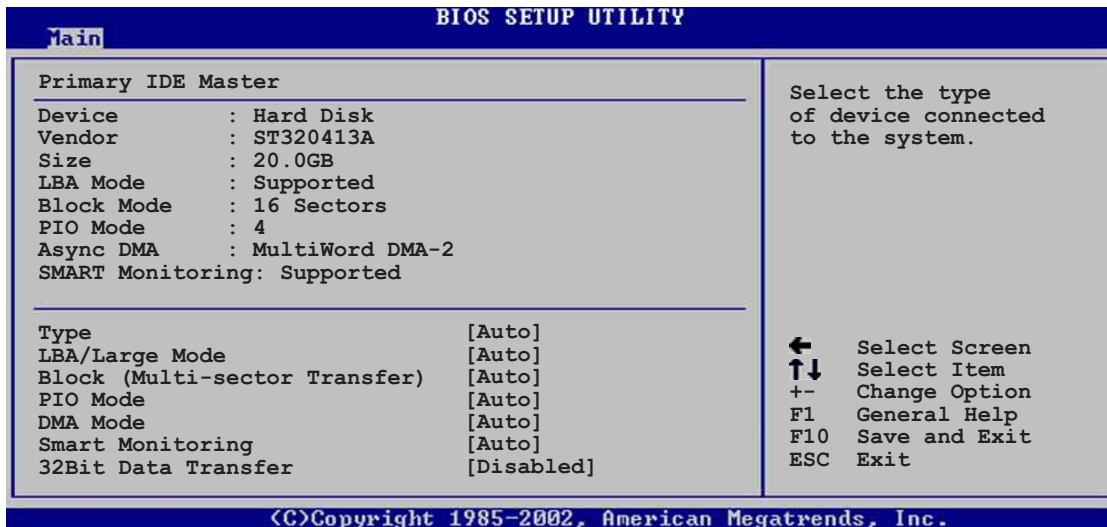 BIOS SETUP UTILITY
Main
Primary IDE Master
Device : Hard Disk
Vendor : ST320413A
Size : 20.0GB
LBA Mode : Supported
Block Mode : 16 Sectors
PIO Mode : 4
Async DMA : MultiWord DMA-2
SMART Monitoring: Supported
Type [Auto]
LBA/Large Mode [Auto]
Block (Multi-sector Transfer) [Auto]
PIO Mode [Auto]
DMA Mode [Auto]
Smart Monitoring [Auto]
32Bit Data Transfer [Disabled]
Select the type
of device connected
to the system.
← Select Screen
↑↓ Select Item
+- Change Option
F1 General Help
F10 Save and Exit
ESC Exit
(C)Copyright 1985-2002, American Megatrends, Inc.